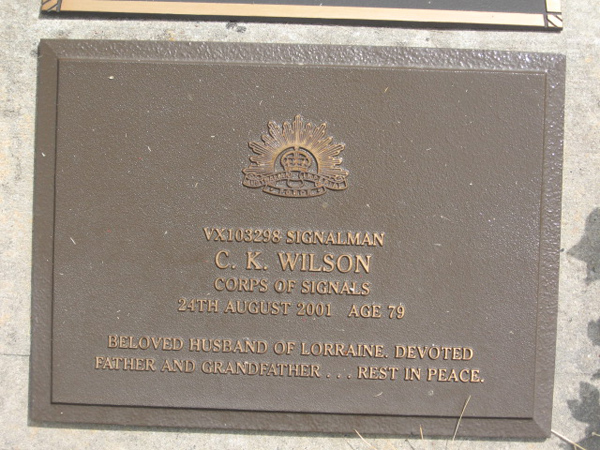 VX103298 SIGNALMAN
C. K. WILSON
CORPS OF SIGNALS
24TH AUGUST 2001 AGE 79
BELOVED HUSBAND OF LORRAINE. DEVOTED
FATHER AND GRANDFATHER . . . REST IN PEACE.